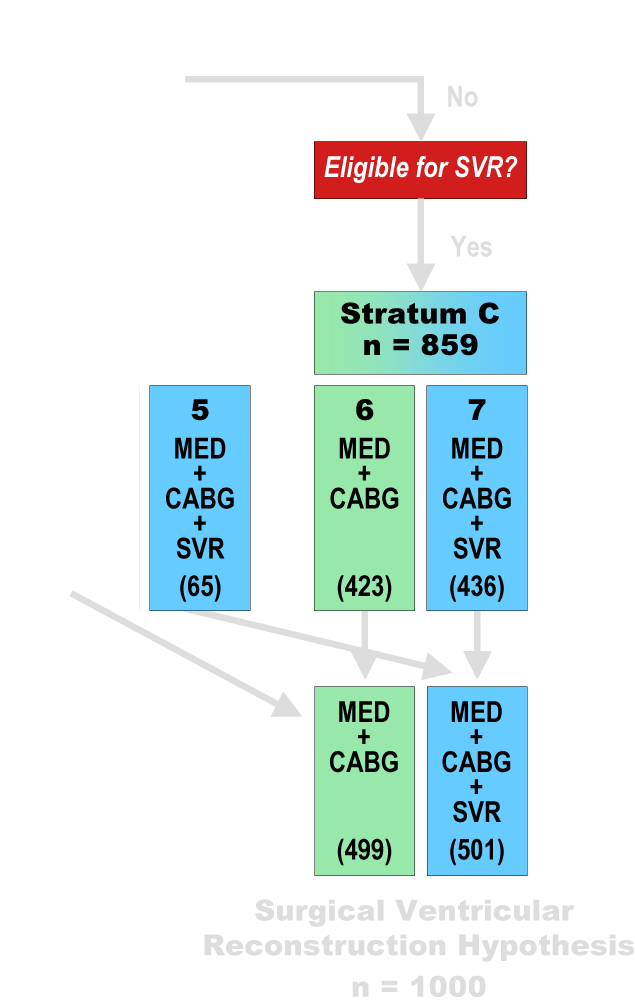 No
Eligible for SVR?
Yes
Stratum C
n = 859
5
MED
+
CABG
+
SVR
(65)
6
MED
+
CABG
(423)
7
MED
+
CABG
+
SVR
(436)
MED
+
CABG
(499)
MED
+
CABG
+
SVR
(501)
Surgical Ventricular
Reconstruction Hypothesis
n = 1000